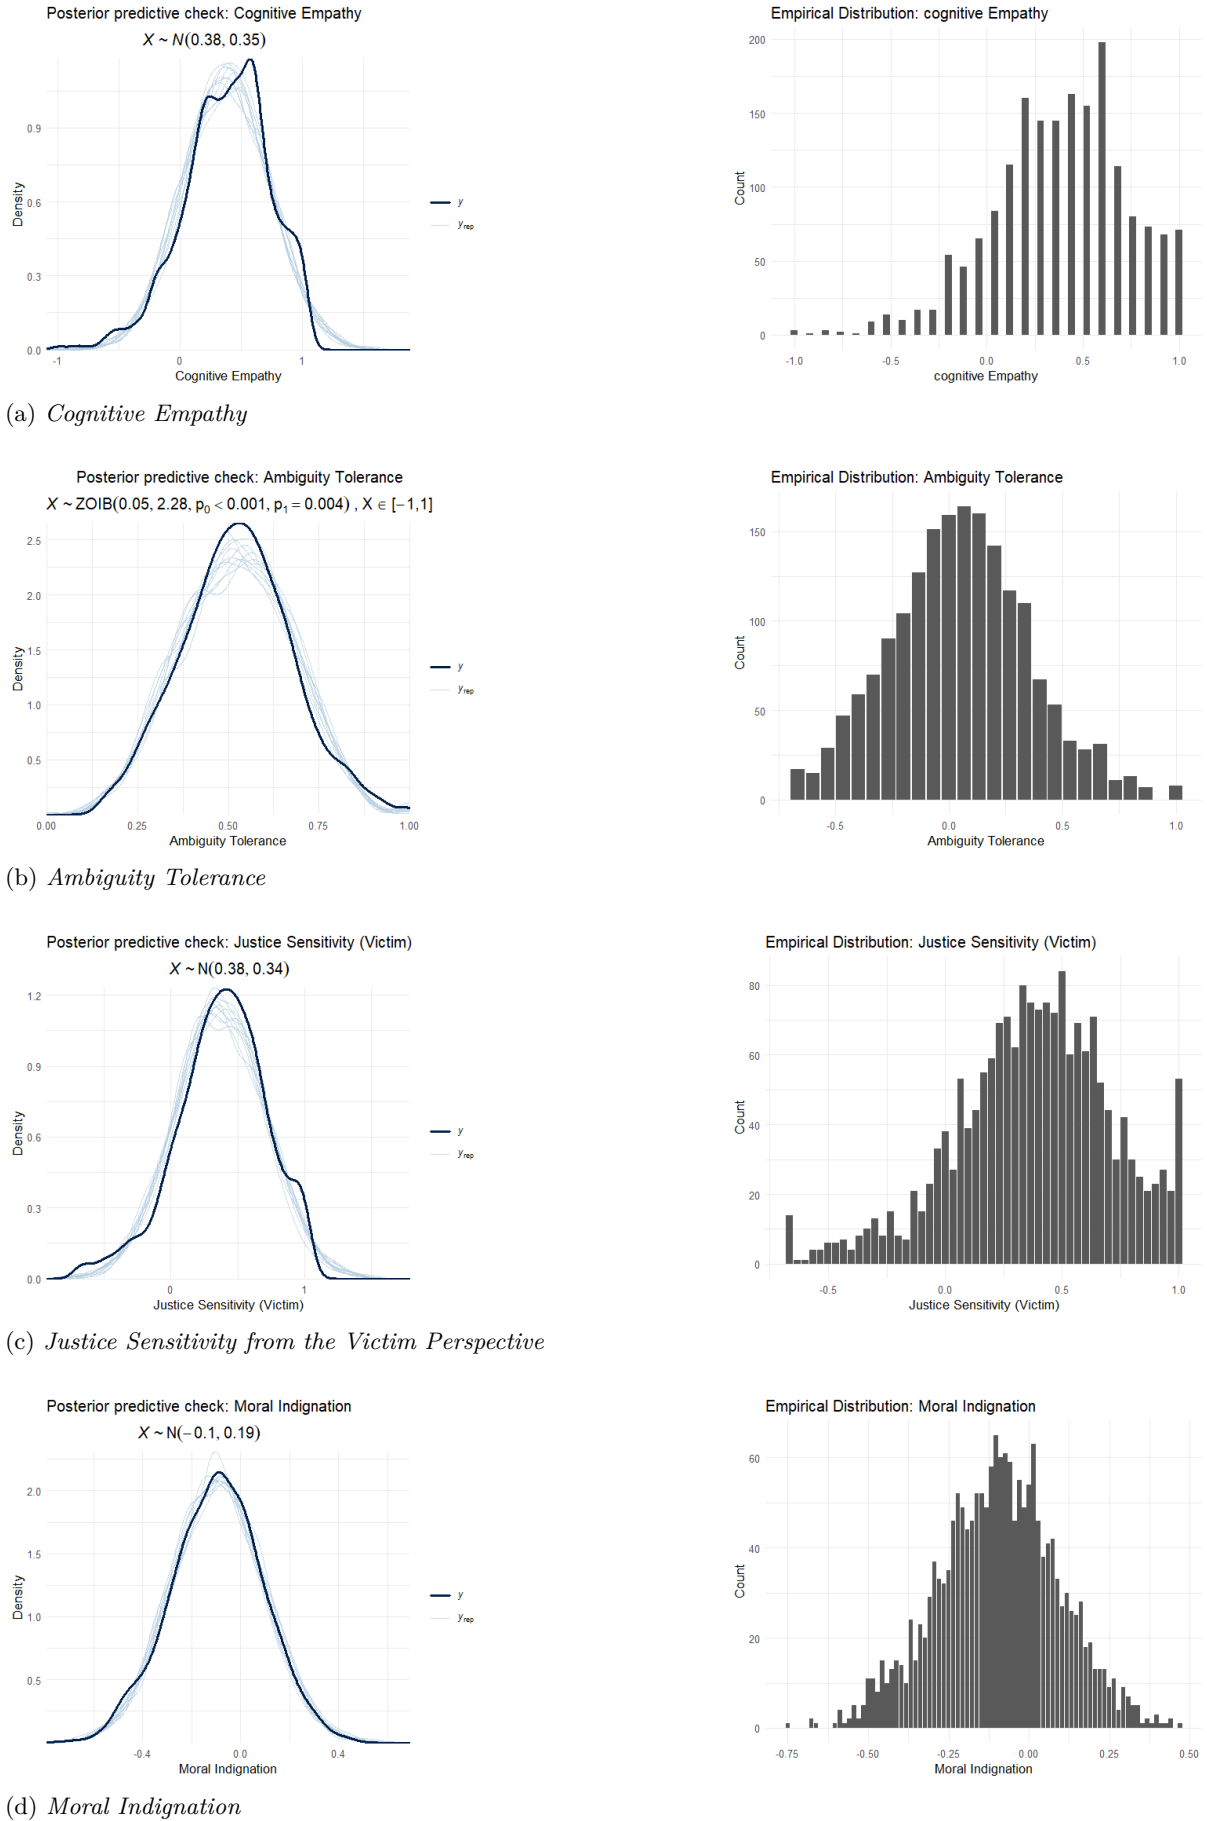 Posterior predictive check: Cognitive Empathy
X ~ N(0.38, 0.35)
0.9
0.6
0.3
0.0
Density
-1
0
1
Cognitive Empathy
y
y_rep
Empirical Distribution: cognitive Empathy
200
150
100
50
0
Count
-1.0
-0.5
0.0
0.5
1.0
cognitive Empathy
(a) Cognitive Empathy
Posterior predictive check: Ambiguity Tolerance
X ~ ZOIB(0.05, 2.28, p₀ < 0.001, p₁ = 0.004) , X ∈ [−1,1]
2.5
2.0
1.5
1.0
0.5
Density
0.00
0.25
0.50
0.75
1.00
Ambiguity Tolerance
y
y_rep
Empirical Distribution: Ambiguity Tolerance
150
100
50
0
Count
-0.5
0.0
0.5
1.0
Ambiguity Tolerance
(b) Ambiguity Tolerance
Posterior predictive check: Justice Sensitivity (Victim)
X ~ N(0.38, 0.34)
1.2
0.9
0.6
0.3
0.0
Density
0
1
Justice Sensitivity (Victim)
y
y_rep
Empirical Distribution: Justice Sensitivity (Victim)
80
60
40
20
0
Count
-0.5
0.0
0.5
1.0
Justice Sensitivity (Victim)
(c) Justice Sensitivity from the Victim Perspective
Posterior predictive check: Moral Indignation
X ~ N(−0.1, 0.19)
2.0
1.5
1.0
0.5
Density
-0.4
0.0
0.4
Moral Indignation
y
y_rep
Empirical Distribution: Moral Indignation
60
40
20
0
Count
-0.75
-0.50
-0.25
0.00
0.25
0.50
Moral Indignation
(d) Moral Indignation